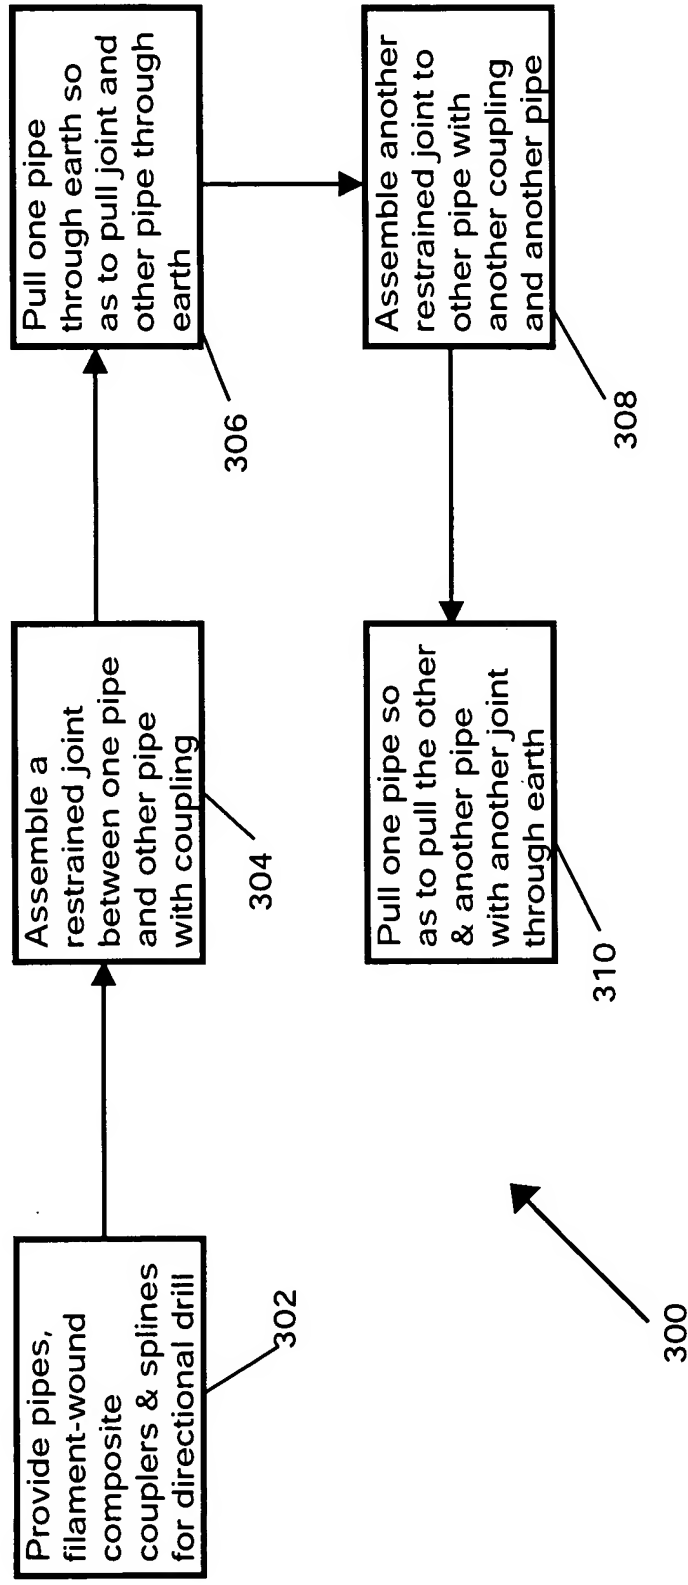 Provide pipes,
filament-wound
composite
couplers & splines
for directional drill
302
Assemble a
restrained joint
between one pipe
and other pipe
with coupling
304
Pull one pipe
through earth so
as to pull joint and
other pipe through
earth
306
Assemble another
restrained joint to
other pipe with
another coupling
and another pipe
308
Pull one pipe so
as to pull the other
& another pipe
with another joint
through earth
310
300